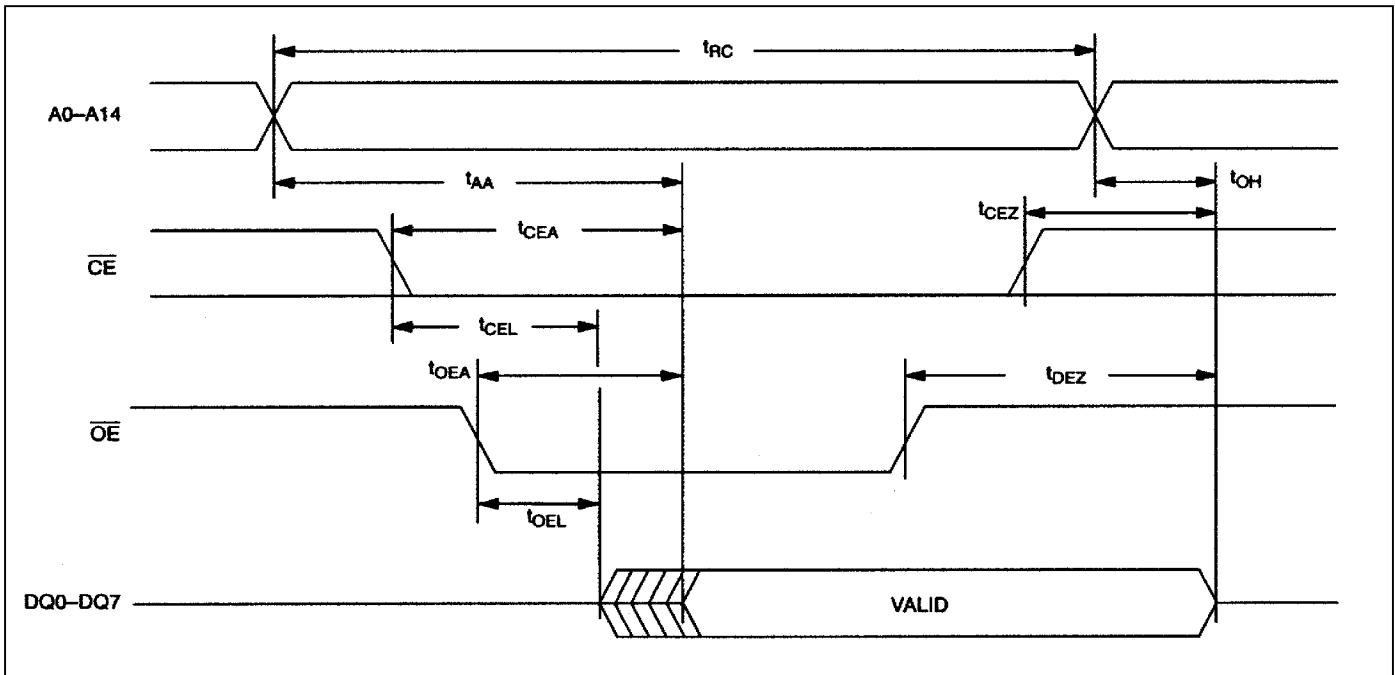 tRC
A0–A14
tAA
tOH
tCEZ
tCEA
CE
tCEL
tOEA
tDEZ
OE
tOEL
DQ0–DQ7
VALID